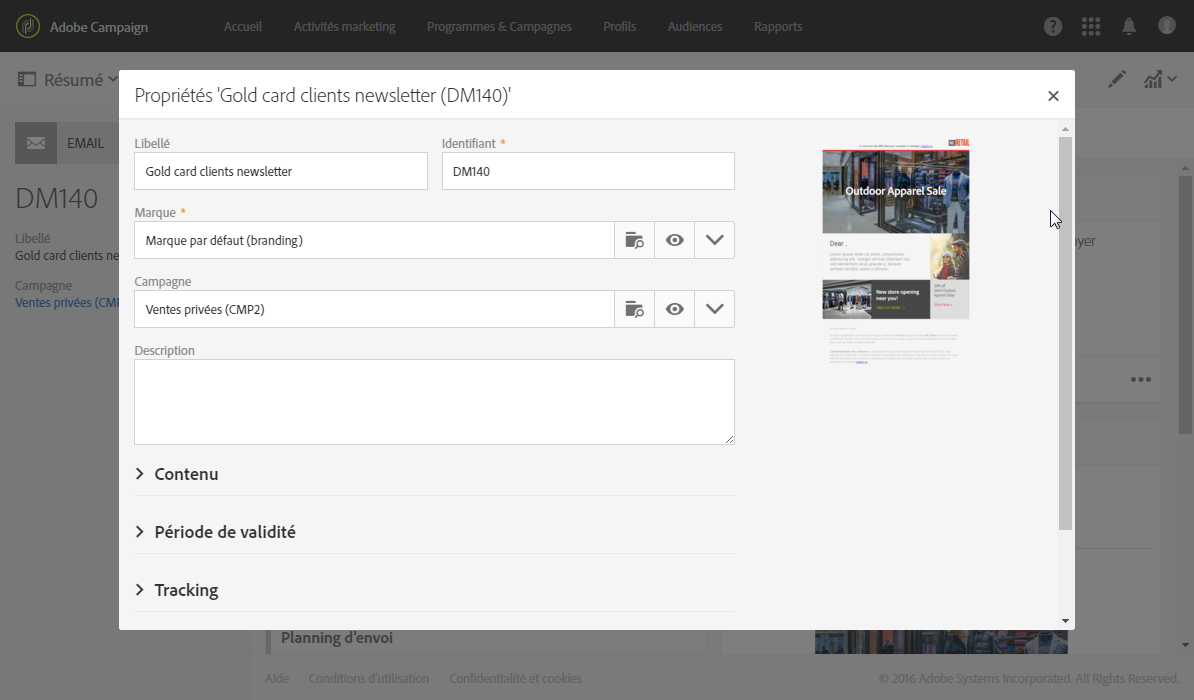 Adobe Campaign Accueil Activités marketing Programmes & Campagnes Profils Audiences Rapports
Résumé
Propriétés 'Gold card clients newsletter (DM140)'
EMAIL
DM140
Libellé
Gold card clients ne
Campagne
Ventes privées (CMP
Libellé
Identifiant *
Gold card clients newsletter
DM140
Marque *
Marque par défaut (branding)
Campagne
Ventes privées (CMP2)
Description
Contenu
Période de validité
Tracking
RETAIL
Outdoor Apparel Sale
Dear ,
New store opening
near you!
oyer
Planning d'envoi
Aide Conditions d'utilisation Confidentialité et cookies
© 2016 Adobe Systems Incorporated. All Rights Reserved.